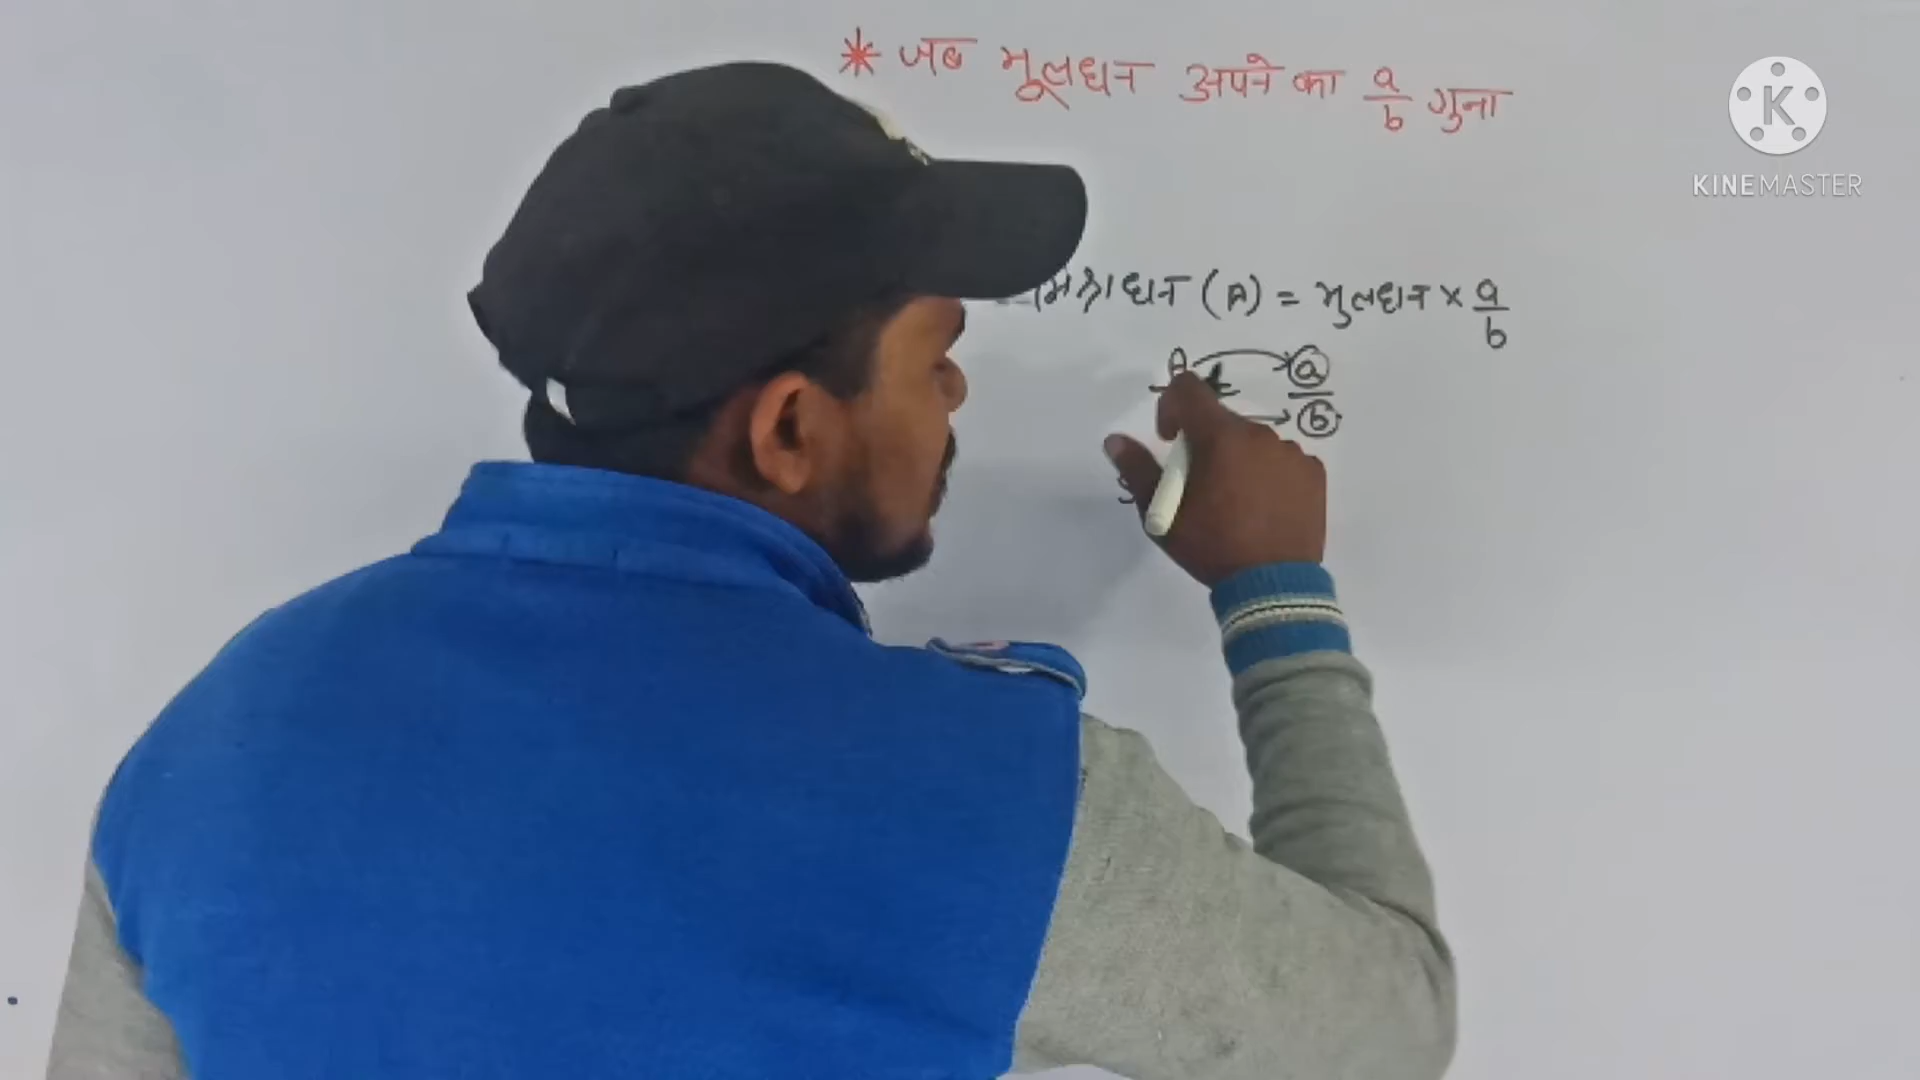 * जब मूलधन अपने का a/b गुना
K
KINEMASTER
मिश्रधन (A) = मुलधन × a/b
A a
b